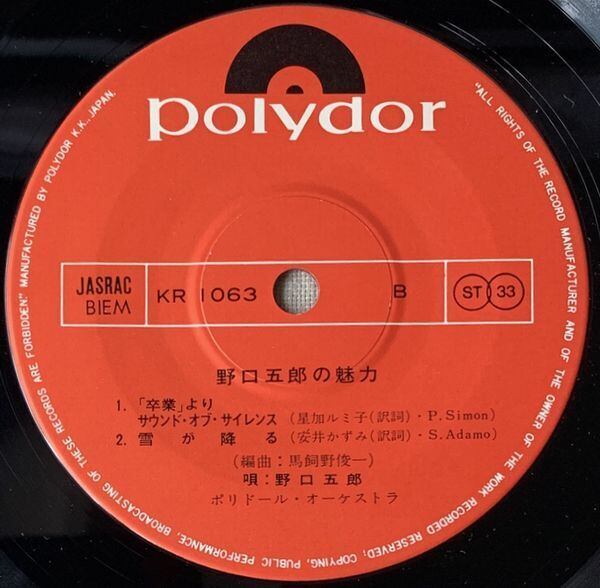 polydor
JASRAC
BIEM
KR 1063
B
ST 33
野口五郎の魅力
1. 「卒業」より
サウンド・オブ・サイレンス (星加ルミ子(訳詞)・P.Simon)
2. 雪が降る (安井かずみ(訳詞)・S.Adamo)
(編曲:馬飼野俊一)
唄:野口五郎
ポリドール・オーケストラ
"ALL RIGHTS OF THE RECORD MANUFACTURER AND OF THE OWNER OF THE WORK RECORDED RESERVED, COPYING, PUBLIC PERFORMANCE, BROADCASTING OF THESE RECORDS ARE FORBIDDEN" MANUFACTURED BY POLYDOR K.K., JAPAN.